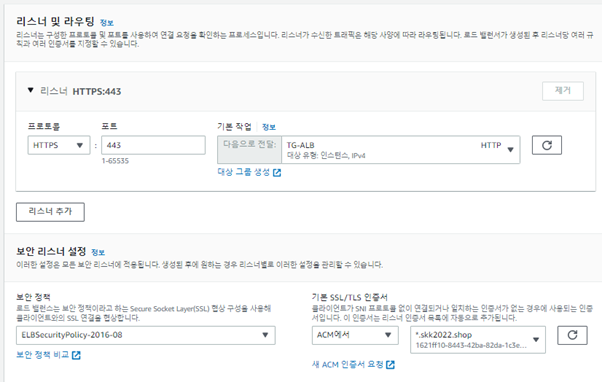 리스너 및 라우팅 정보
리스너는 구성한 프로토콜 및 포트를 사용하여 연결 요청을 확인하는 프로세스입니다. 리스너가 수신한 트래픽은 해당 사양에 따라 라우팅됩니다. 로드 밸런서가 생성된 후 리스너당 여러 규
칙과 여러 인증서를 지정할 수 있습니다.
▼ 리스너 HTTPS:443 제거
프로토콜 포트 기본 작업 정보
HTTPS : 443 다음으로 전달: TG-ALB HTTP
대상 유형: 인스턴스, IPv4
1-65535
대상 그룹 생성
리스너 추가
보안 리스너 설정 정보
이러한 설정은 모든 보안 리스너에 적용됩니다. 생성된 후에 원하는 경우 리스너별로 이러한 설정을 관리할 수 있습니다.
보안 정책 기본 SSL/TLS 인증서
로드 밸런스는 보안 정책이라고 하는 Secure Socket Layer(SSL) 협상 구성을 사용해 클라이언트가 SNI 프로토콜 없이 연결되거나 일치하는 인증서가 없는 경우에 사용되는 인증
클라이언트와의 SSL 연결을 협상합니다. 서입니다. 이 인증서는 리스너 인증서 목록에 자동으로 추가됩니다.
ELBSecurityPolicy-2016-08 ACM에서 *.skk2022.shop
1621ff10-8443-42ba-82da-1c3e...
보안 정책 비교 새 ACM 인증서 요청